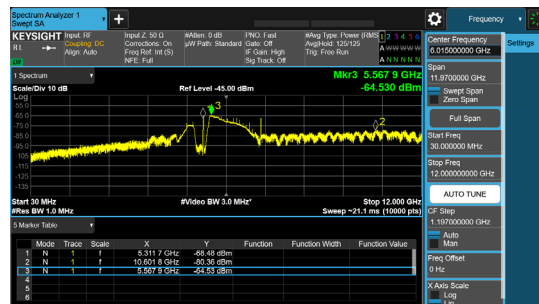 Spectrum Analyzer 1
Swept SA
+
Frequency
KEYSIGHT
Input: RF
Coupling: DC
Align: Auto
Input Z: 50 Ω
Corrections: On
Freq Ref: Int (S)
NFE: Full
#Atten: 0 dB
µW Path: Standard
PNO: Fast
Gate: Off
IF Gain: High
Sig Track: Off
#Avg Type: Power (RMS
Avg|Hold: 125/125
Trig: Free Run
1 2 3 4 5 6
A W W W W W
A N N N N N
Center Frequency
6.015000000 GHz
Settings
1 Spectrum
Scale/Div 10 dB
Ref Level -45.00 dBm
Mkr3 5.567 9 GHz
-64.530 dBm
Log
-55.0
-65.0
-75.0
-85.0
-95.0
-105
-115
-125
-135
3
2
Start 30 MHz
#Res BW 1.0 MHz
#Video BW 3.0 MHz*
Stop 12.000 GHz
Sweep ~21.1 ms (10000 pts)
Span
11.9700000 GHz
Swept Span
Zero Span
Full Span
Start Freq
30.000000 MHz
Stop Freq
12.000000000 GHz
AUTO TUNE
CF Step
1.197000000 GHz
Auto
Man
Freq Offset
0 Hz
X Axis Scale
Log
Lin
5 Marker Table
Mode Trace Scale X Y Function Function Width Function Value
1 N 1 f 5.311 7 GHz -68.48 dBm
2 N 1 f 10.601 8 GHz -80.36 dBm
3 N 1 f 5.567 9 GHz -64.53 dBm
4
5
6